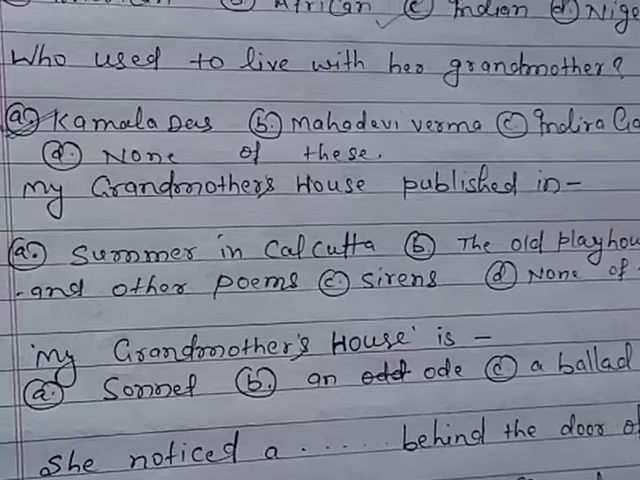 African ✓ (c) Indian (d) Nige
Who used to live with her grandmother?
(a) Kamala Das (b.) Mahadevi verma (c.) Indira Ga
(d.) None of these.
My Grandmother's House published in -
(a.) Summer in Calcutta (b) The old playhou
and other poems (c.) Sirens (d) None of
'My Grandmother's House' is -
(a.) Sonnet (b.) an ode (c) a ballad
She noticed a ..... behind the door of